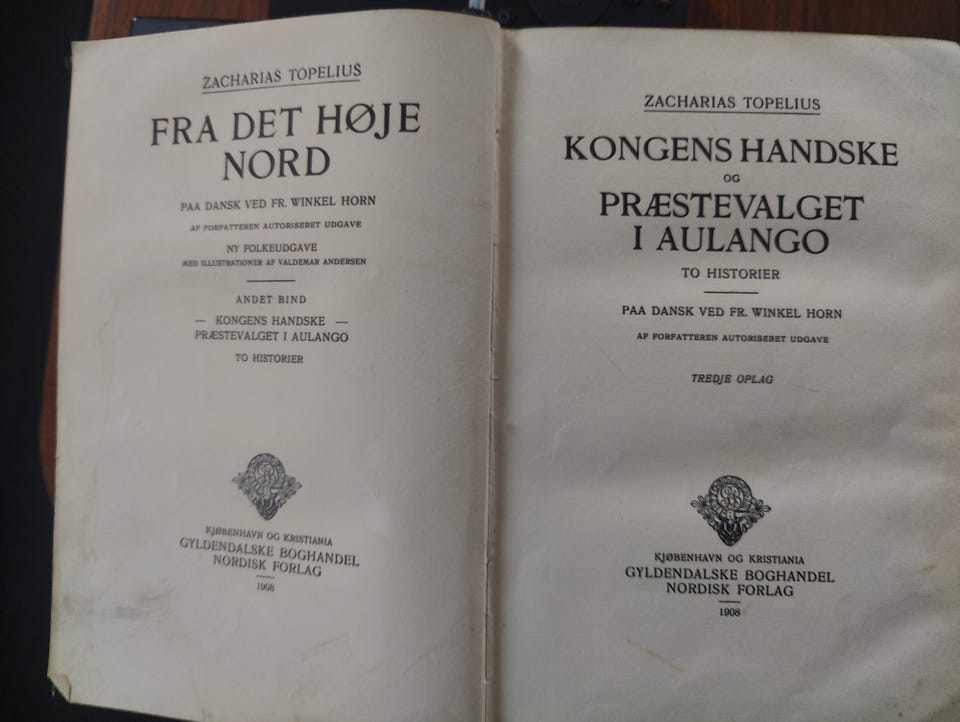 ZACHARIAS TOPELIUS
FRA DET HØJE
NORD
PAA DANSK VED FR. WINKEL HORN
AF FORFATTEREN AUTORISERET UDGAVE
NY FOLKEUDGAVE
MED ILLUSTRATIONER AF VALDEMAR ANDERSEN
ANDET BIND
— KONGENS HANDSKE —
PRÆSTEVALGET I AULANGO
TO HISTORIER
KJØBENHAVN OG KRISTIANIA
GYLDENDALSKE BOGHANDEL
NORDISK FORLAG
1908
ZACHARIAS TOPELIUS
KONGENS HANDSKE
OG
PRÆSTEVALGET
I AULANGO
TO HISTORIER
PAA DANSK VED FR. WINKEL HORN
AF FORFATTEREN AUTORISERET UDGAVE
TREDJE OPLAG
KJØBENHAVN OG KRISTIANIA
GYLDENDALSKE BOGHANDEL
NORDISK FORLAG
1908